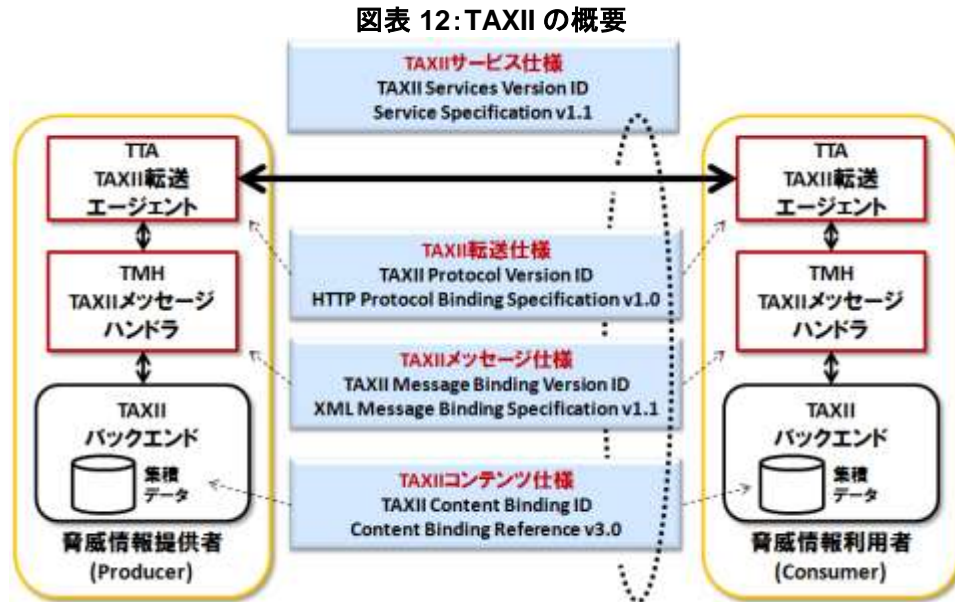 図表 12：TAXII の概要
TAXIIサービス仕様
TAXII Services Version ID
Service Specification v1.1
TTA
TAXII転送
エージェント
TMH
TAXIIメッセージ
ハンドラ
TAXII
バックエンド
集積
データ
脅威情報提供者
(Producer)
TAXII転送仕様
TAXII Protocol Version ID
HTTP Protocol Binding Specification v1.0
TAXIIメッセージ仕様
TAXII Message Binding Version ID
XML Message Binding Specification v1.1
TAXIIコンテンツ仕様
TAXII Content Binding ID
Content Binding Reference v3.0
TTA
TAXII転送
エージェント
TMH
TAXIIメッセージ
ハンドラ
TAXII
バックエンド
集積
データ
脅威情報利用者
(Consumer)